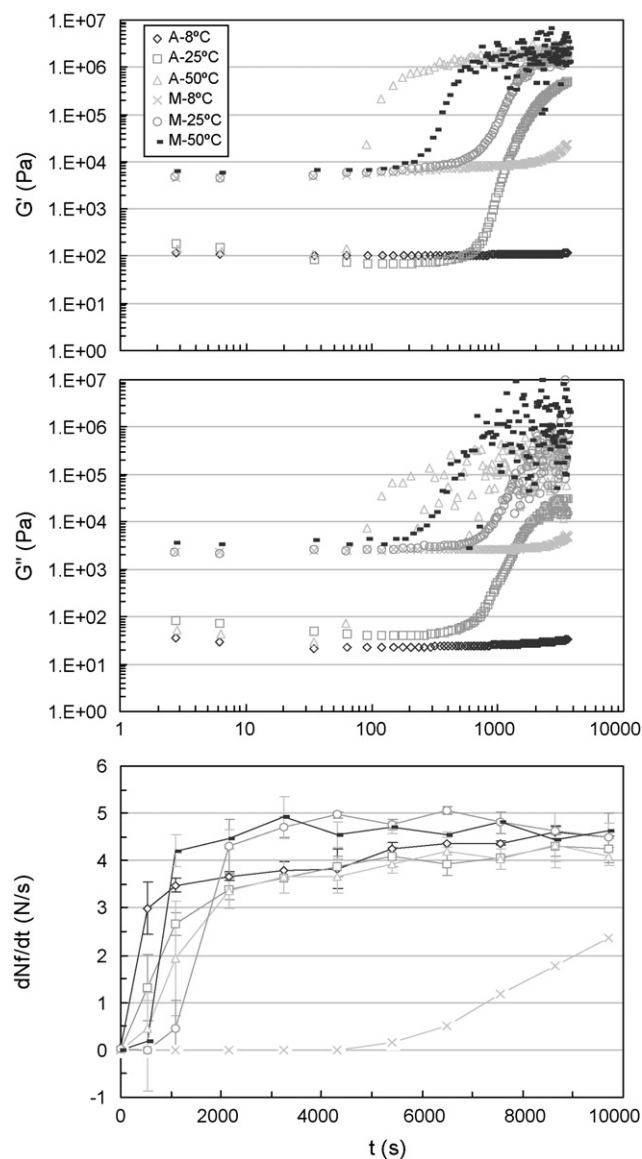 1.E+07
1.E+06
1.E+05
1.E+04
1.E+03
1.E+02
1.E+01
1.E+00
G' (Pa)
A-8ºC
A-25ºC
A-50ºC
M-8ºC
M-25ºC
M-50ºC
1.E+07
1.E+06
1.E+05
1.E+04
1.E+03
1.E+02
1.E+01
1.E+00
G" (Pa)
1 10 100 1000 10000
6
5
4
3
2
1
0
-1
dNf/dt (N/s)
0 2000 4000 6000 8000 10000
t (s)